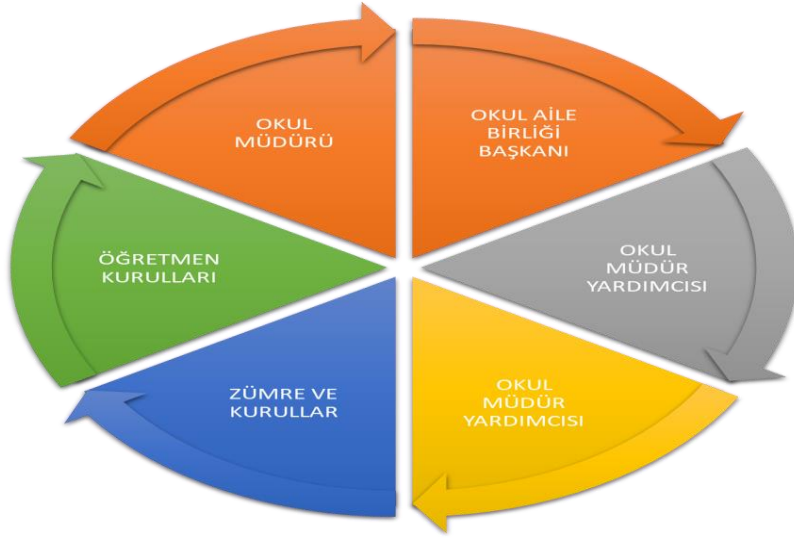 OKUL
MÜDÜRÜ
OKUL AİLE
BİRLİĞİ
BAŞKANI
ÖĞRETMEN
KURULLARI
OKUL
MÜDÜR
YARDIMCISI
ZÜMRE VE
KURULLAR
OKUL
MÜDÜR
YARDIMCISI